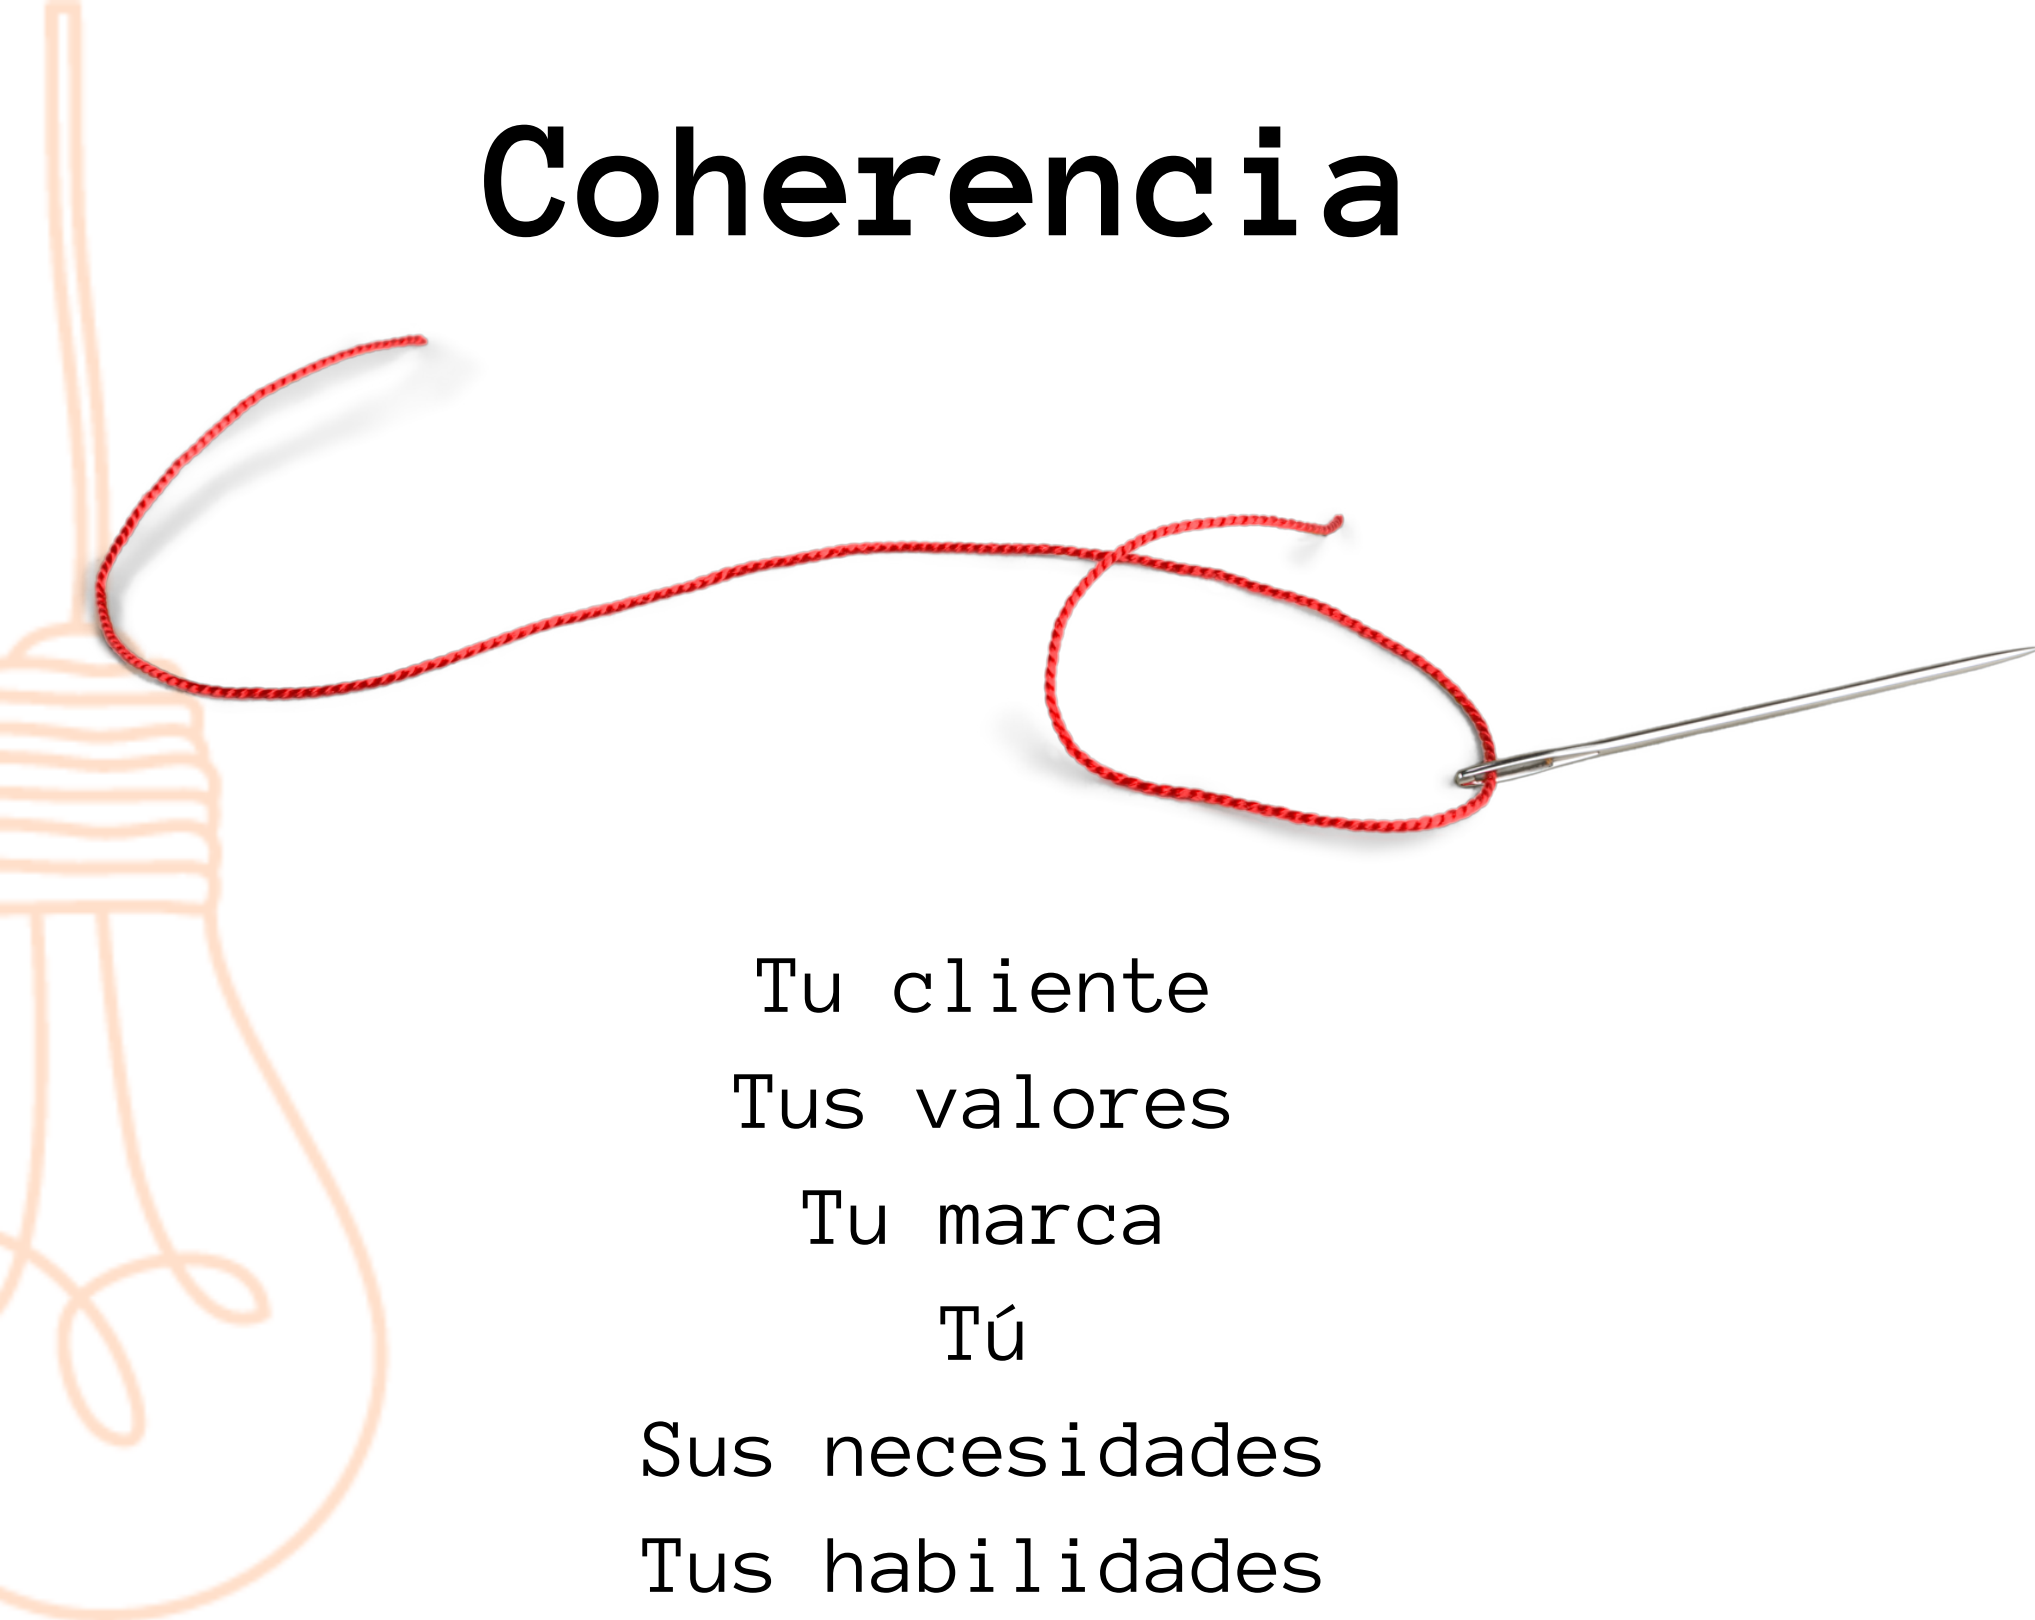 Coherencia
Tu cliente
Tus valores
Tu marca
Tú
Sus necesidades
Tus habilidades